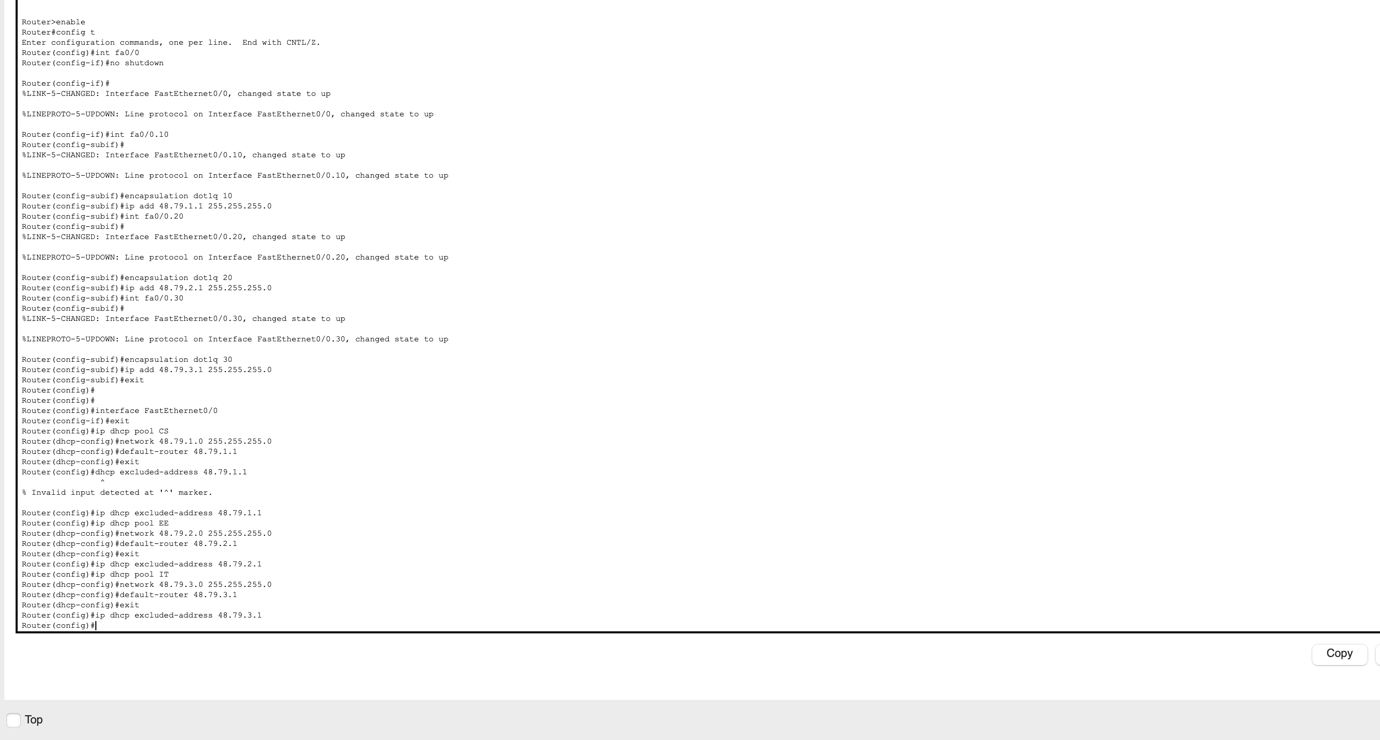 Router>enable
Router#config t
Enter configuration commands, one per line.  End with CNTL/Z.
Router(config)#int fa0/0
Router(config-if)#no shutdown
Router(config-if)#
%LINK-5-CHANGED: Interface FastEthernet0/0, changed state to up
%LINEPROTO-5-UPDOWN: Line protocol on Interface FastEthernet0/0, changed state to up
Router(config-if)#int fa0/0.10
Router(config-subif)#
%LINK-5-CHANGED: Interface FastEthernet0/0.10, changed state to up
%LINEPROTO-5-UPDOWN: Line protocol on Interface FastEthernet0/0.10, changed state to up
Router(config-subif)#encapsulation dot1q 10
Router(config-subif)#ip add 48.79.1.1 255.255.255.0
Router(config-subif)#int fa0/0.20
Router(config-subif)#
%LINK-5-CHANGED: Interface FastEthernet0/0.20, changed state to up
%LINEPROTO-5-UPDOWN: Line protocol on Interface FastEthernet0/0.20, changed state to up
Router(config-subif)#encapsulation dot1q 20
Router(config-subif)#ip add 48.79.2.1 255.255.255.0
Router(config-subif)#int fa0/0.30
Router(config-subif)#
%LINK-5-CHANGED: Interface FastEthernet0/0.30, changed state to up
%LINEPROTO-5-UPDOWN: Line protocol on Interface FastEthernet0/0.30, changed state to up
Router(config-subif)#encapsulation dot1q 30
Router(config-subif)#ip add 48.79.3.1 255.255.255.0
Router(config-subif)#exit
Router(config)#
Router(config)#
Router(config)#interface FastEthernet0/0
Router(config-if)#exit
Router(config)#ip dhcp pool CS
Router(dhcp-config)#network 48.79.1.0 255.255.255.0
Router(dhcp-config)#default-router 48.79.1.1
Router(dhcp-config)#exit
Router(config)#dhcp excluded-address 48.79.1.1
^
% Invalid input detected at '^' marker.
Router(config)#ip dhcp excluded-address 48.79.1.1
Router(config)#ip dhcp pool EE
Router(dhcp-config)#network 48.79.2.0 255.255.255.0
Router(dhcp-config)#default-router 48.79.2.1
Router(dhcp-config)#exit
Router(config)#ip dhcp excluded-address 48.79.2.1
Router(config)#ip dhcp pool IT
Router(dhcp-config)#network 48.79.3.0 255.255.255.0
Router(dhcp-config)#default-router 48.79.3.1
Router(dhcp-config)#exit
Router(config)#ip dhcp excluded-address 48.79.3.1
Router(config)#
Copy
Top